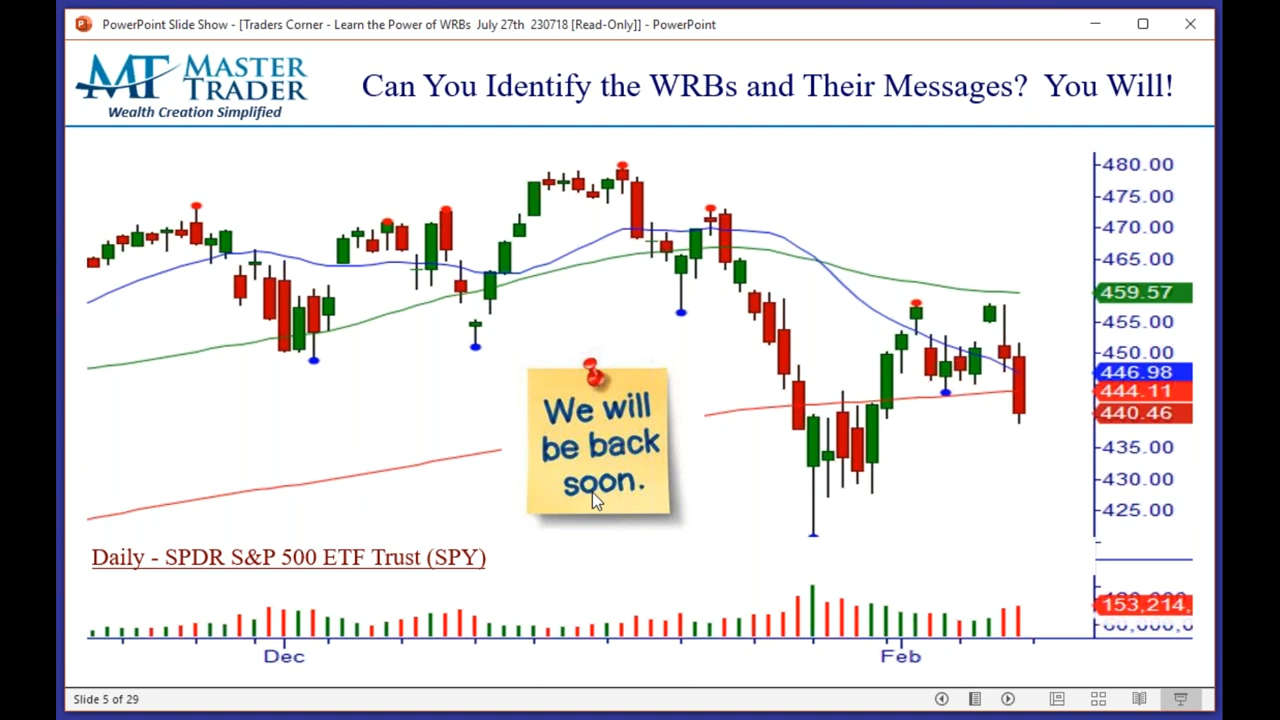 PowerPoint Slide Show - [Traders Corner - Learn the Power of WRBs  July 27th  230718 [Read-Only]] - PowerPoint
MASTER
TRADER
Wealth Creation Simplified
Can You Identify the WRBs and Their Messages?  You Will!
480.00
475.00
470.00
465.00
459.57
455.00
450.00
446.98
444.11
440.46
435.00
430.00
425.00
We will
be back
soon.
Daily - SPDR S&P 500 ETF Trust (SPY)
153,214,
Dec
Feb
Slide 5 of 29